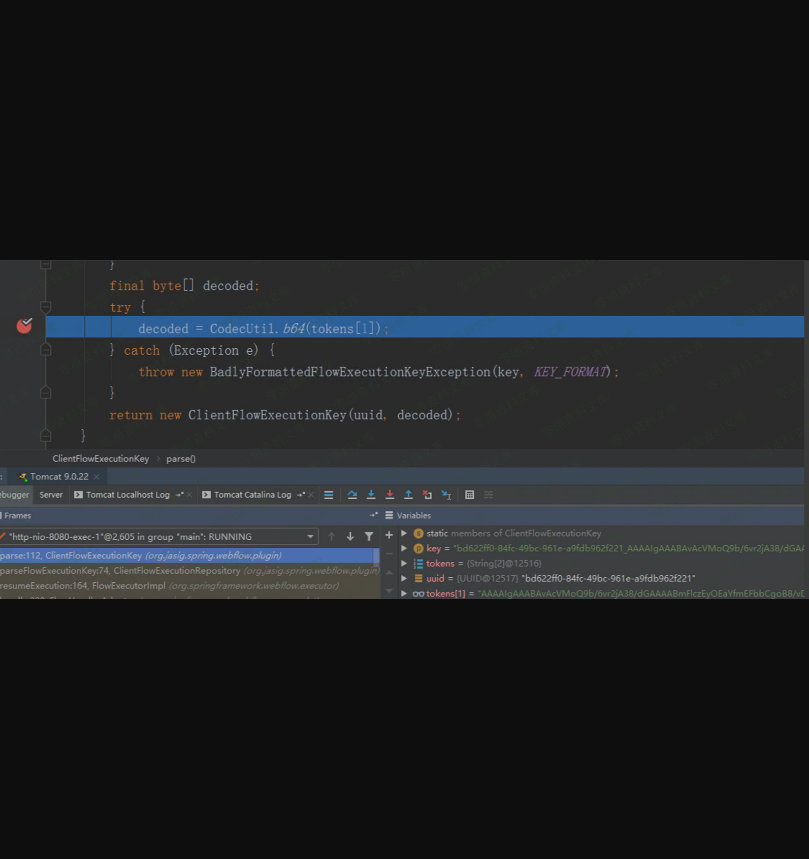 }
final byte[] decoded;
try {
decoded = CodecUtil.b64(tokens[1]);
} catch (Exception e) {
throw new BadlyFormattedFlowExecutionKeyException(key, KEY_FORMAT);
}
return new ClientFlowExecutionKey(uuid, decoded);
}
ClientFlowExecutionKey › parse()
Tomcat 9.0.22 ×
ebugger Server Tomcat Localhost Log Tomcat Catalina Log
Frames
Variables
"http-nio-8080-exec-1"@2,605 in group "main": RUNNING
parse:112, ClientFlowExecutionKey (org.jasig.spring.webflow.plugin)
parseFlowExecutionKey:74, ClientFlowExecutionRepository (org.jasig.spring.webflow.plugin)
resumeExecution:164, FlowExecutorImpl (org.springframework.webflow.executor)
static members of ClientFlowExecutionKey
key = "bd622ff0-84fc-49bc-961e-a9fdb962f221_AAAAIgAAABAvAcVMoQ9b/6vr2jA38/dGAA
tokens = {String[2]@12516}
uuid = {UUID@12517} "bd622ff0-84fc-49bc-961e-a9fdb962f221"
tokens[1] = "AAAAIgAAABAvAcVMoQ9b/6vr2jA38/dGAAAABmFlczEyOEaYfmEFbbCgoB8/vD